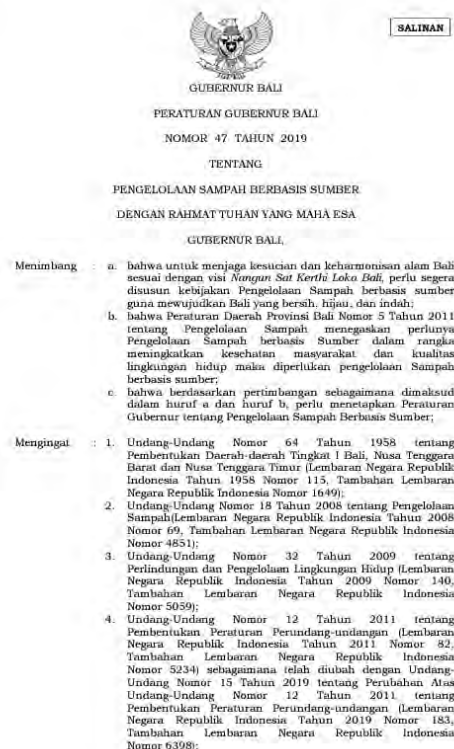 SALINAN
GUBERNUR BALI
PERATURAN GUBERNUR BALI
NOMOR 47 TAHUN 2019
TENTANG
PENGELOLAAN SAMPAH BERBASIS SUMBER
DENGAN RAHMAT TUHAN YANG MAHA ESA
GUBERNUR BALI,
Menimbang : a. bahwa untuk menjaga kesucian dan keharmonisan alam Bali
sesuai dengan visi Nangun Sat Kerthi Loka Bali, perlu segera
disusun kebijakan Pengelolaan Sampah berbasis sumber
guna mewujudkan Bali yang bersih, hijau, dan indah;
b. bahwa Peraturan Daerah Provinsi Bali Nomor 5 Tahun 2011
tentang Pengelolaan Sampah menegaskan perlunya
Pengelolaan Sampah berbasis Sumber dalam rangka
meningkatkan kesehatan masyarakat dan kualitas
lingkungan hidup maka diperlukan pengelolaan Sampah
berbasis sumber;
c. bahwa berdasarkan pertimbangan sebagaimana dimaksud
dalam huruf a dan huruf b, perlu menetapkan Peraturan
Gubernur tentang Pengelolaan Sampah Berbasis Sumber;
Mengingat : 1. Undang-Undang Nomor 64 Tahun 1958 tentang
Pembentukan Daerah-daerah Tingkat I Bali, Nusa Tenggara
Barat dan Nusa Tenggara Timur (Lembaran Negara Republik
Indonesia Tahun 1958 Nomor 115, Tambahan Lembaran
Negara Republik Indonesia Nomor 1649);
2. Undang-Undang Nomor 18 Tahun 2008 tentang Pengelolaan
Sampah(Lembaran Negara Republik Indonesia Tahun 2008
Nomor 69, Tambahan Lembaran Negara Republik Indonesia
Nomor 4851);
3. Undang-Undang Nomor 32 Tahun 2009 tentang
Perlindungan dan Pengelolaan Lingkungan Hidup (Lembaran
Negara Republik Indonesia Tahun 2009 Nomor 140,
Tambahan Lembaran Negara Republik Indonesia
Nomor 5059);
4. Undang-Undang Nomor 12 Tahun 2011 tentang
Pembentukan Peraturan Perundang-undangan (Lembaran
Negara Republik Indonesia Tahun 2011 Nomor 82,
Tambahan Lembaran Negara Republik Indonesia
Nomor 5234) sebagaimana telah diubah dengan Undang-
Undang Nomor 15 Tahun 2019 tentang Perubahan Atas
Undang-Undang Nomor 12 Tahun 2011 tentang
Pembentukan Peraturan Perundang-undangan (Lembaran
Negara Republik Indonesia Tahun 2019 Nomor 183,
Tambahan Lembaran Negara Republik Indonesia
Nomor 6398);